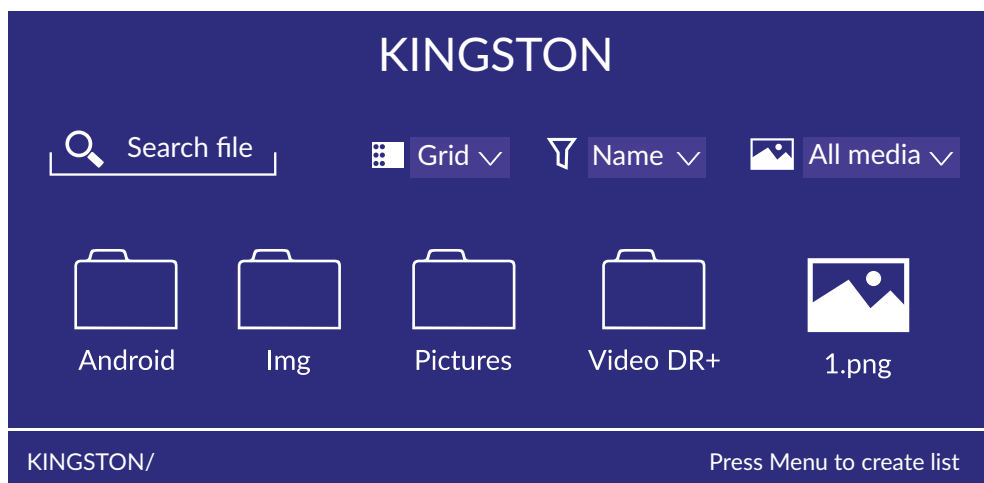 KINGSTON
Search file Grid Name All media
Android Img Pictures Video DR+ 1.png
KINGSTON/ Press Menu to create list